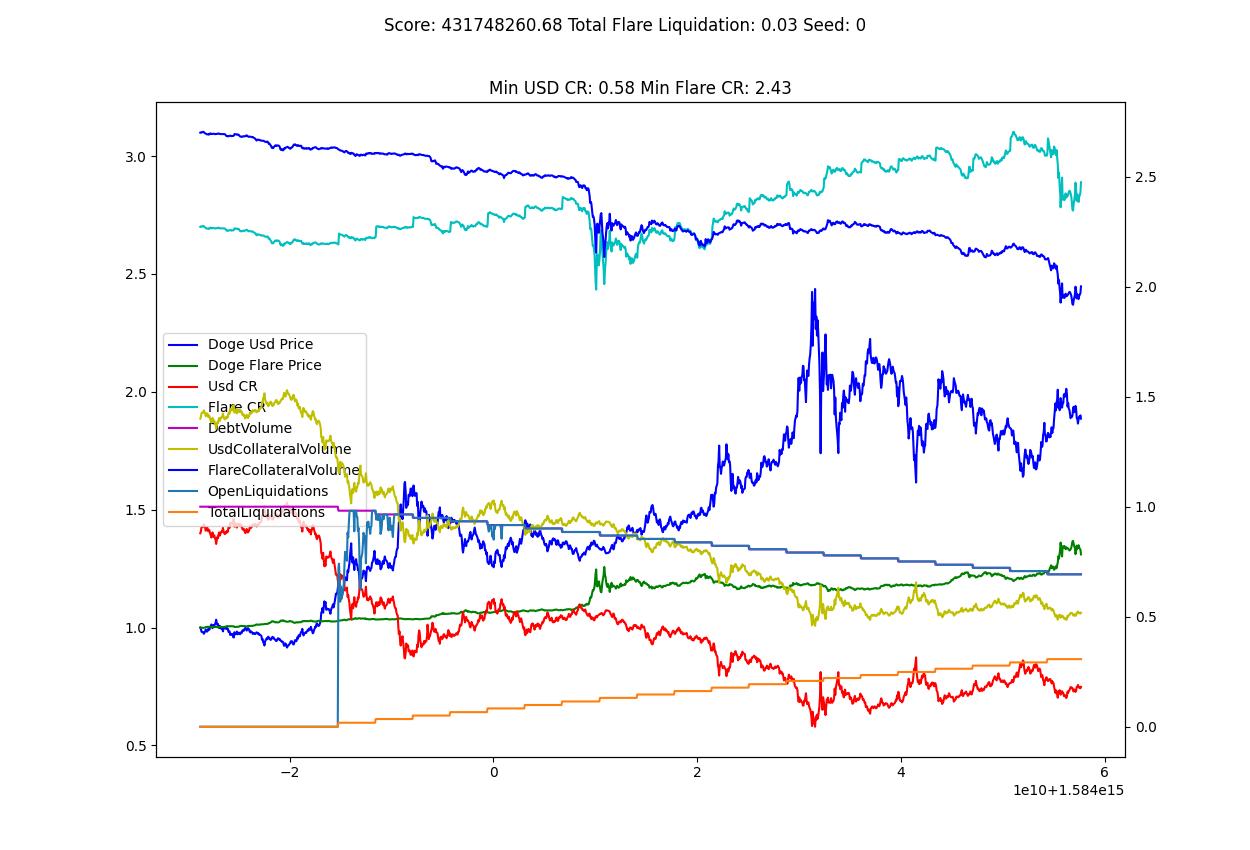 Score: 431748260.68 Total Flare Liquidation: 0.03 Seed: 0
Min USD CR: 0.58 Min Flare CR: 2.43
3.0
2.5
2.0
1.5
1.0
0.5
2.5
2.0
1.5
1.0
0.5
0.0
Doge Usd Price
Doge Flare Price
Usd CR
Flare CR
DebtVolume
UsdCollateralVolume
FlareCollateralVolume
OpenLiquidations
TotalLiquidations
−2 0 2 4 6
1e10+1.584e15